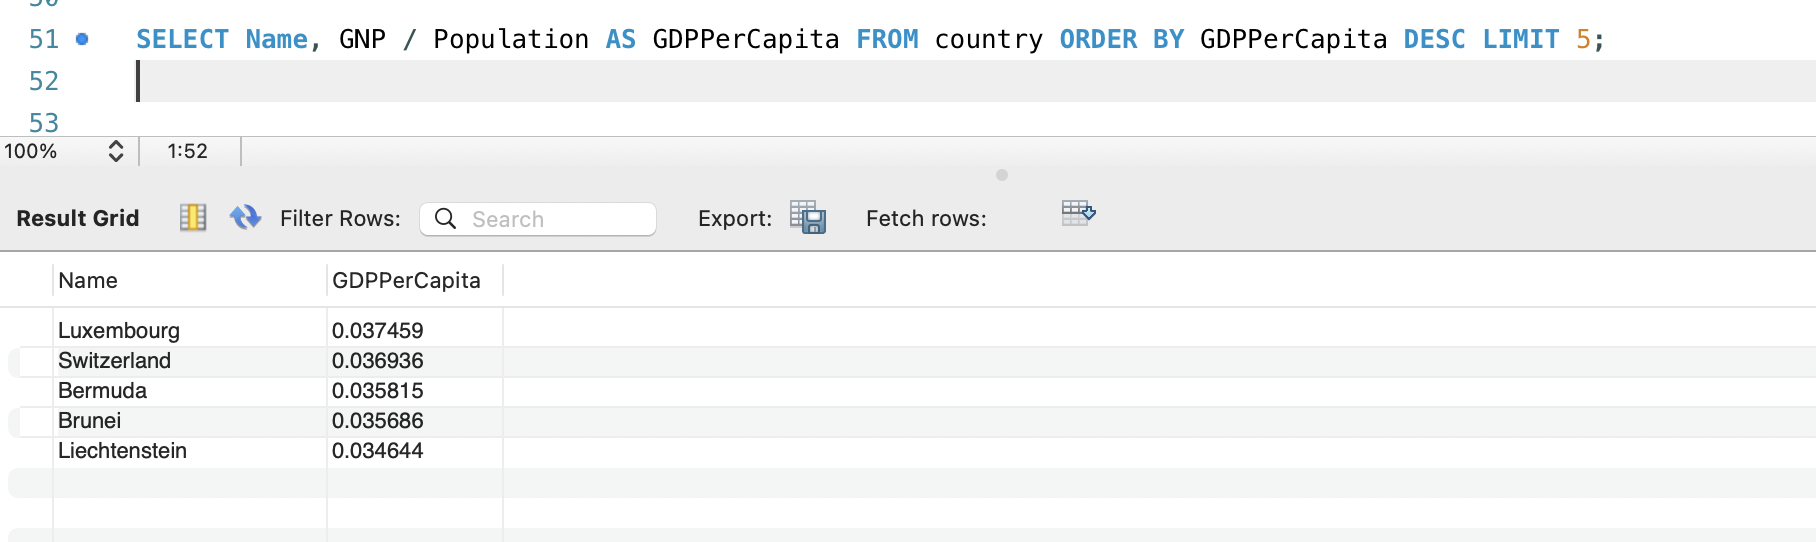 50
51 SELECT Name, GNP / Population AS GDPPerCapita FROM country ORDER BY GDPPerCapita DESC LIMIT 5;
52
53
100% 1:52
Result Grid Filter Rows: Search Export: Fetch rows:
Name GDPPerCapita
Luxembourg 0.037459
Switzerland 0.036936
Bermuda 0.035815
Brunei 0.035686
Liechtenstein 0.034644